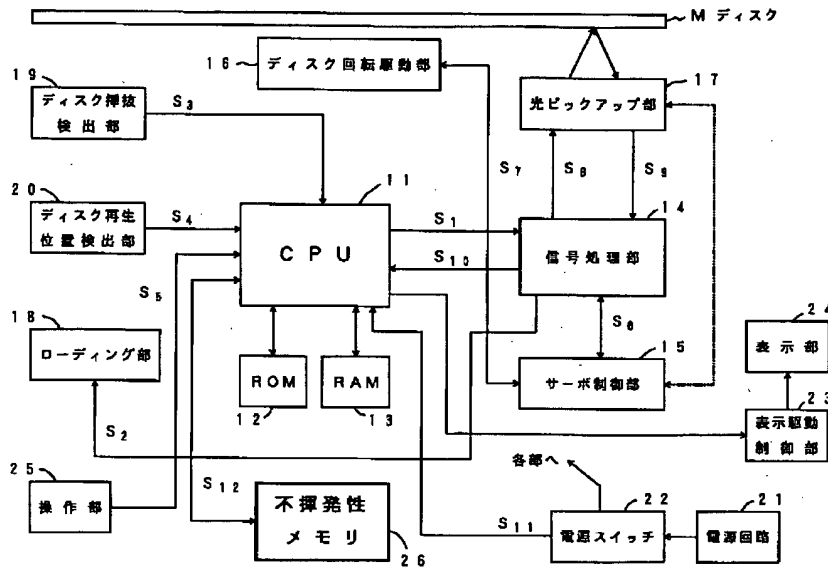 M ディスク
16
ディスク回転駆動部
17
光ピックアップ部
19
ディスク挿抜
検出部
S3
S7
S8
S9
20
ディスク再生
位置検出部
S4
11
CPU
S1
S10
14
信号処理部
S5
18
ローディング部
S2
S6
15
サーボ制御部
24
表示部
23
表示駆動
制御部
ROM
12
RAM
13
25
操作部
S12
不揮発性
メモリ
26
各部へ
S11
22
電源スイッチ
21
電源回路